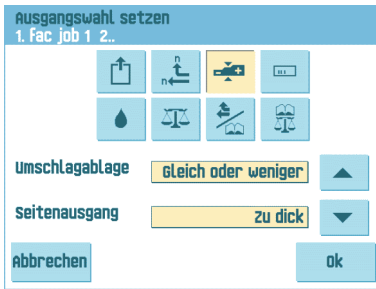 Ausgangswahl setzen
1. Fac job 1 2..
n
n
Umschlagablage Gleich oder weniger
Seitenausgang Zu dick
Abbrechen Ok